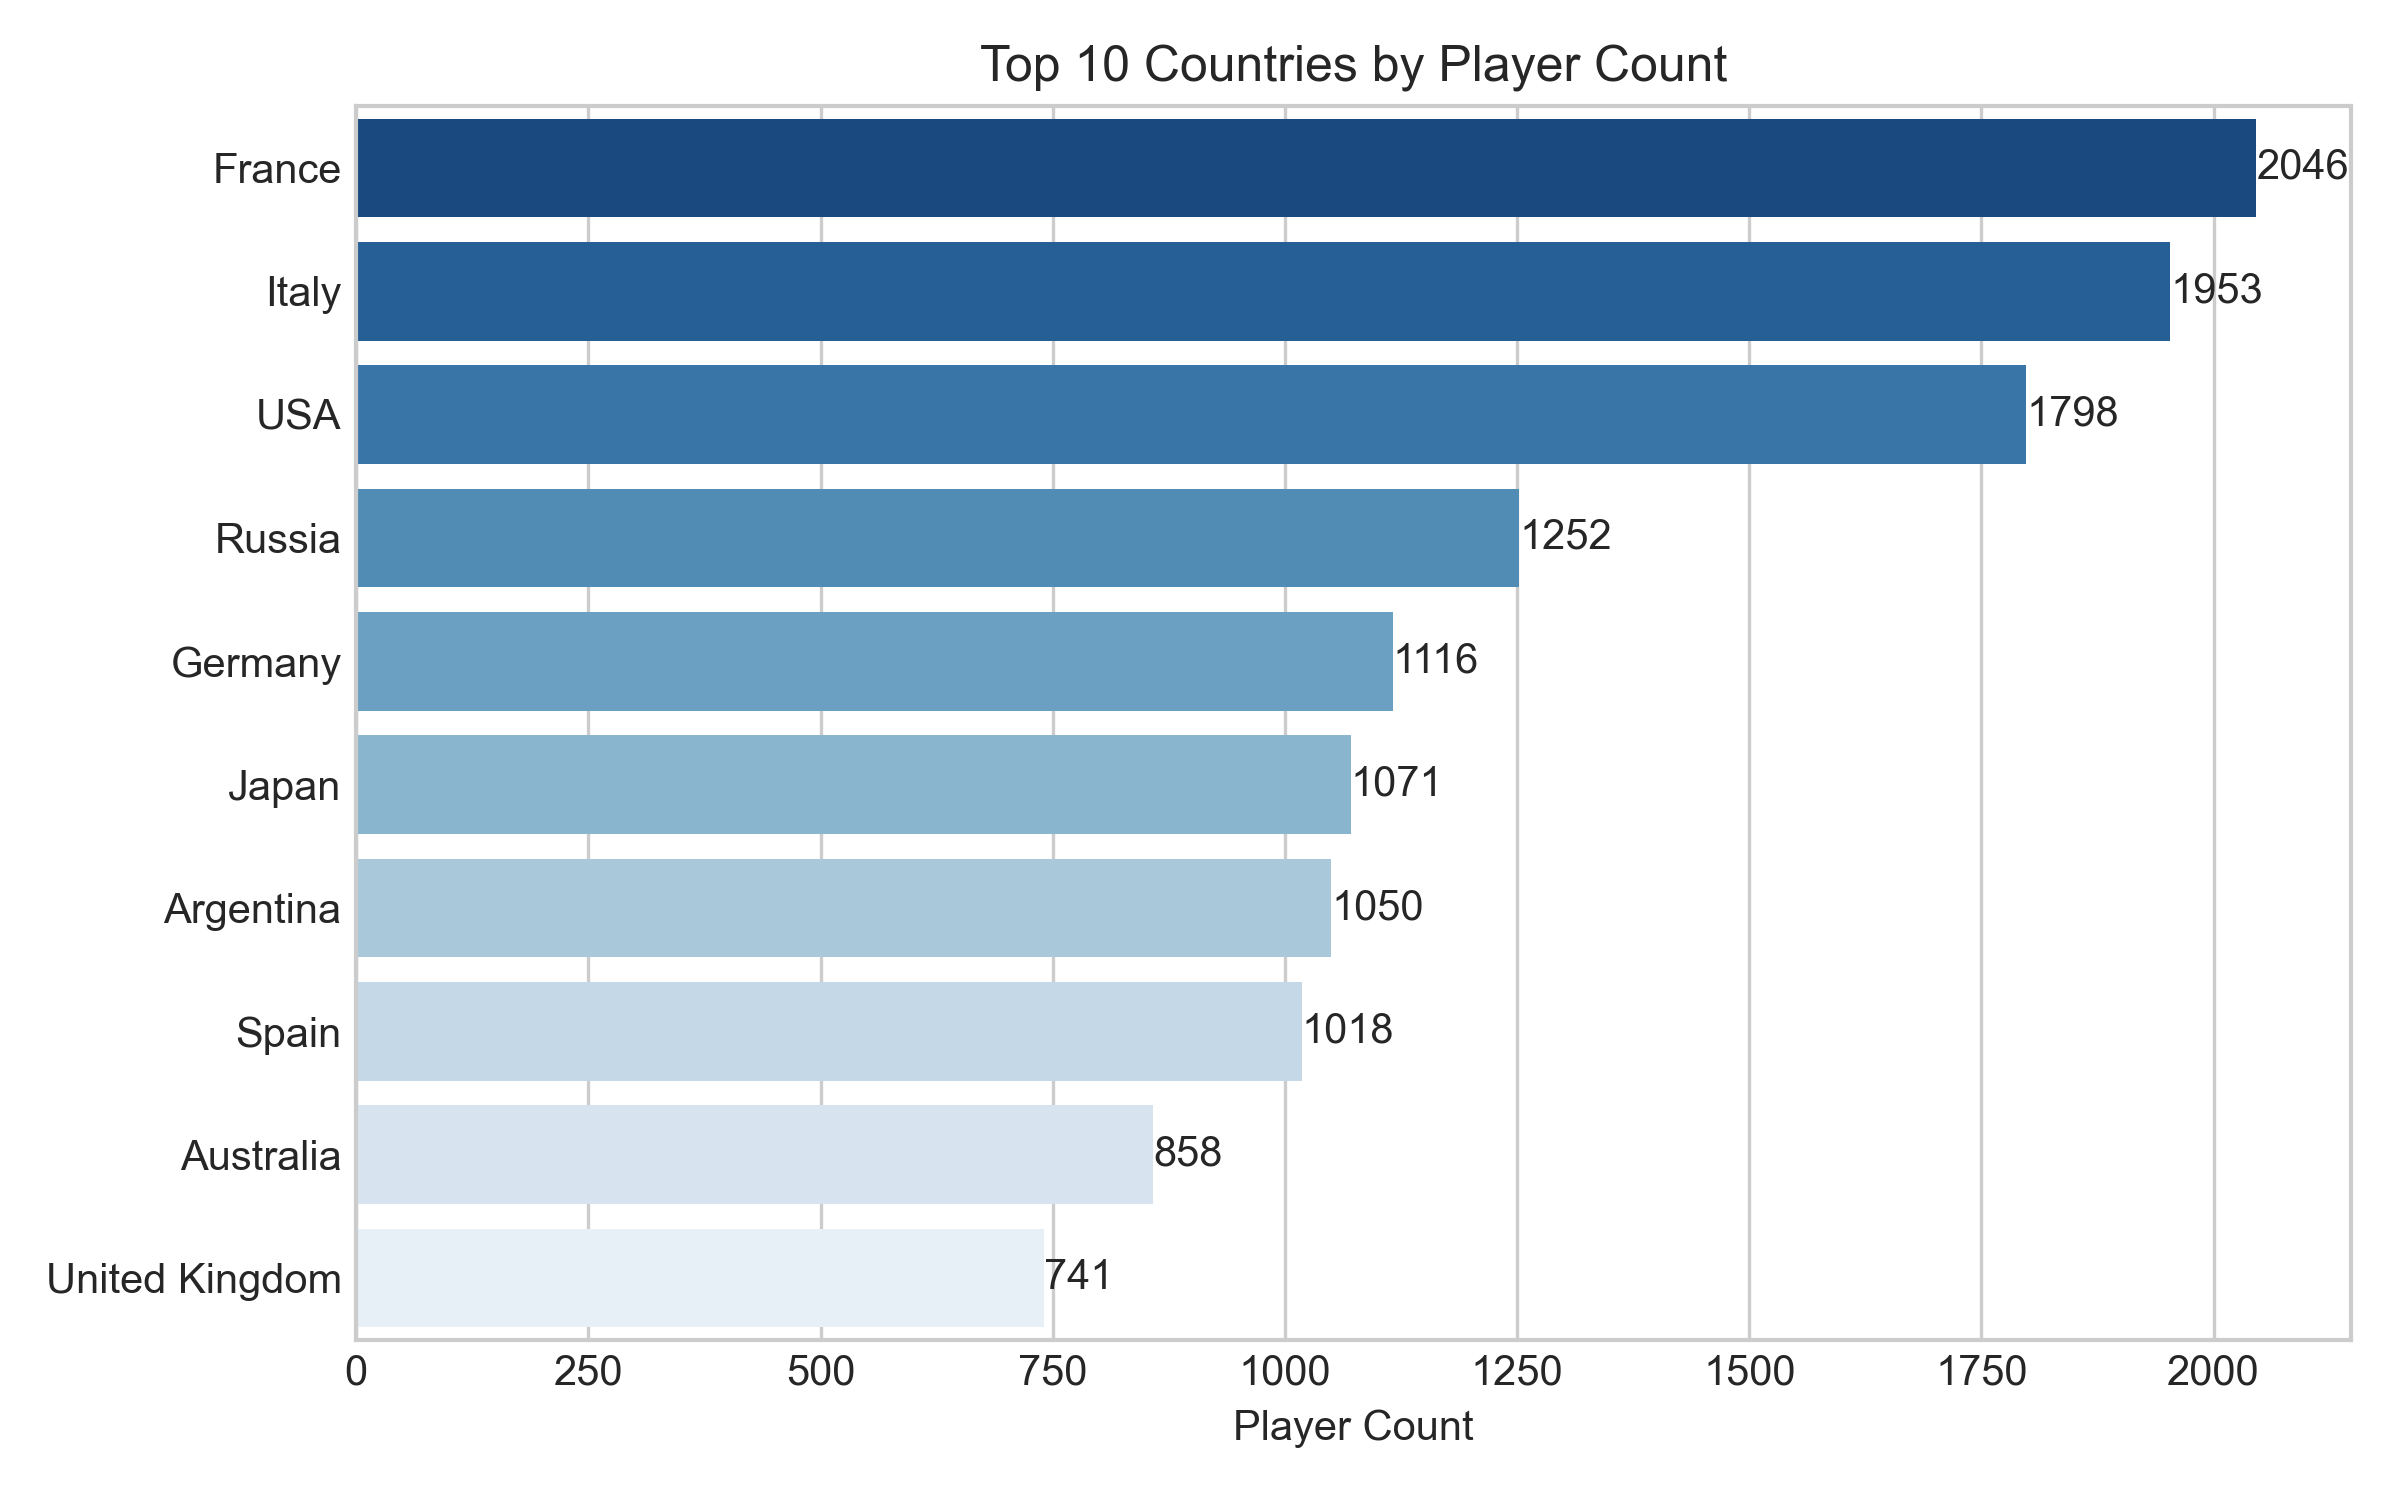 Top 10 Countries by Player Count
France 2046
Italy 1953
USA 1798
Russia 1252
Germany 1116
Japan 1071
Argentina 1050
Spain 1018
Australia 858
United Kingdom 741
0 250 500 750 1000 1250 1500 1750 2000
Player Count